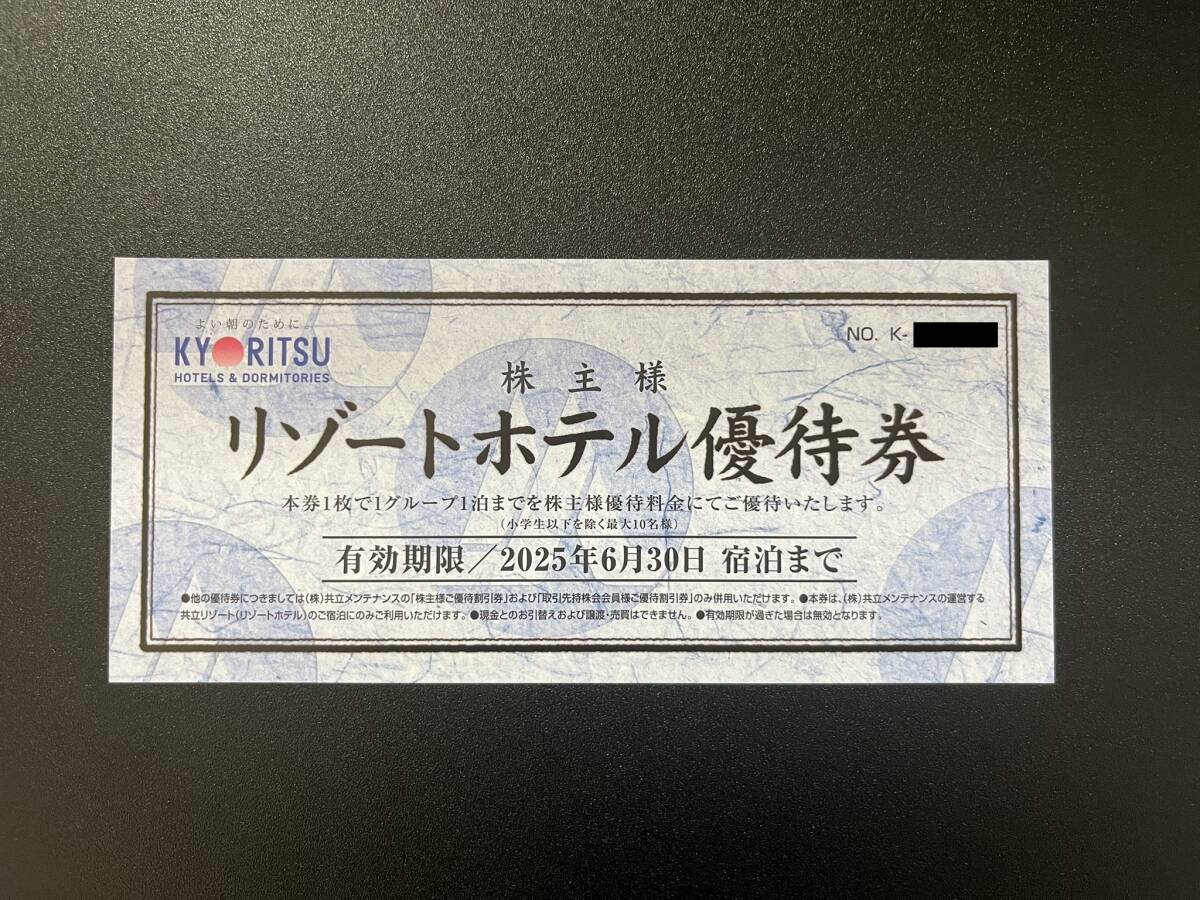 よい朝のために...
KYORITSU
HOTELS & DORMITORIES
NO. K-
株主様
リゾートホテル優待券
本券1枚で1グループ1泊までを株主様優待料金にてご優待いたします。
(小学生以下を除く最大10名様)
有効期限／2025年6月30日 宿泊まで
●他の優待券につきましては(株)共立メンテナンスの「株主様ご優待割引券」および「取引先持株会会員様ご優待割引券」のみ併用いただけます。●本券は、(株)共立メンテナンスの運営する
共立リゾート(リゾートホテル)のご宿泊にのみご利用いただけます。●現金とのお引替えおよび譲渡・売買はできません。●有効期限が過ぎた場合は無効となります。